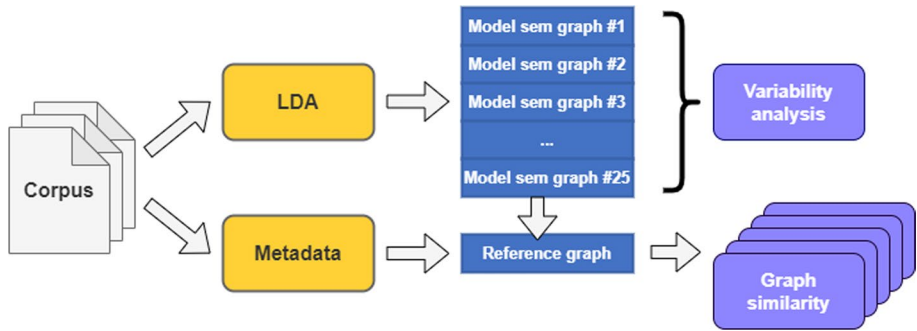 Corpus
LDA
Metadata
Model sem graph #1
Model sem graph #2
Model sem graph #3
...
Model sem graph #25
Reference graph
Variability
analysis
Graph
similarity